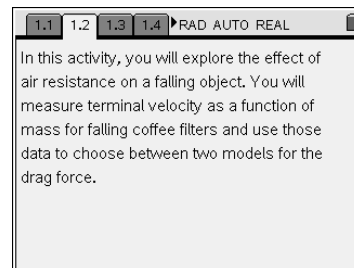 1.1 1.2 1.3 1.4 RAD AUTO REAL
In this activity, you will explore the effect of
air resistance on a falling object. You will
measure terminal velocity as a function of
mass for falling coffee filters and use those
data to choose between two models for the
drag force.